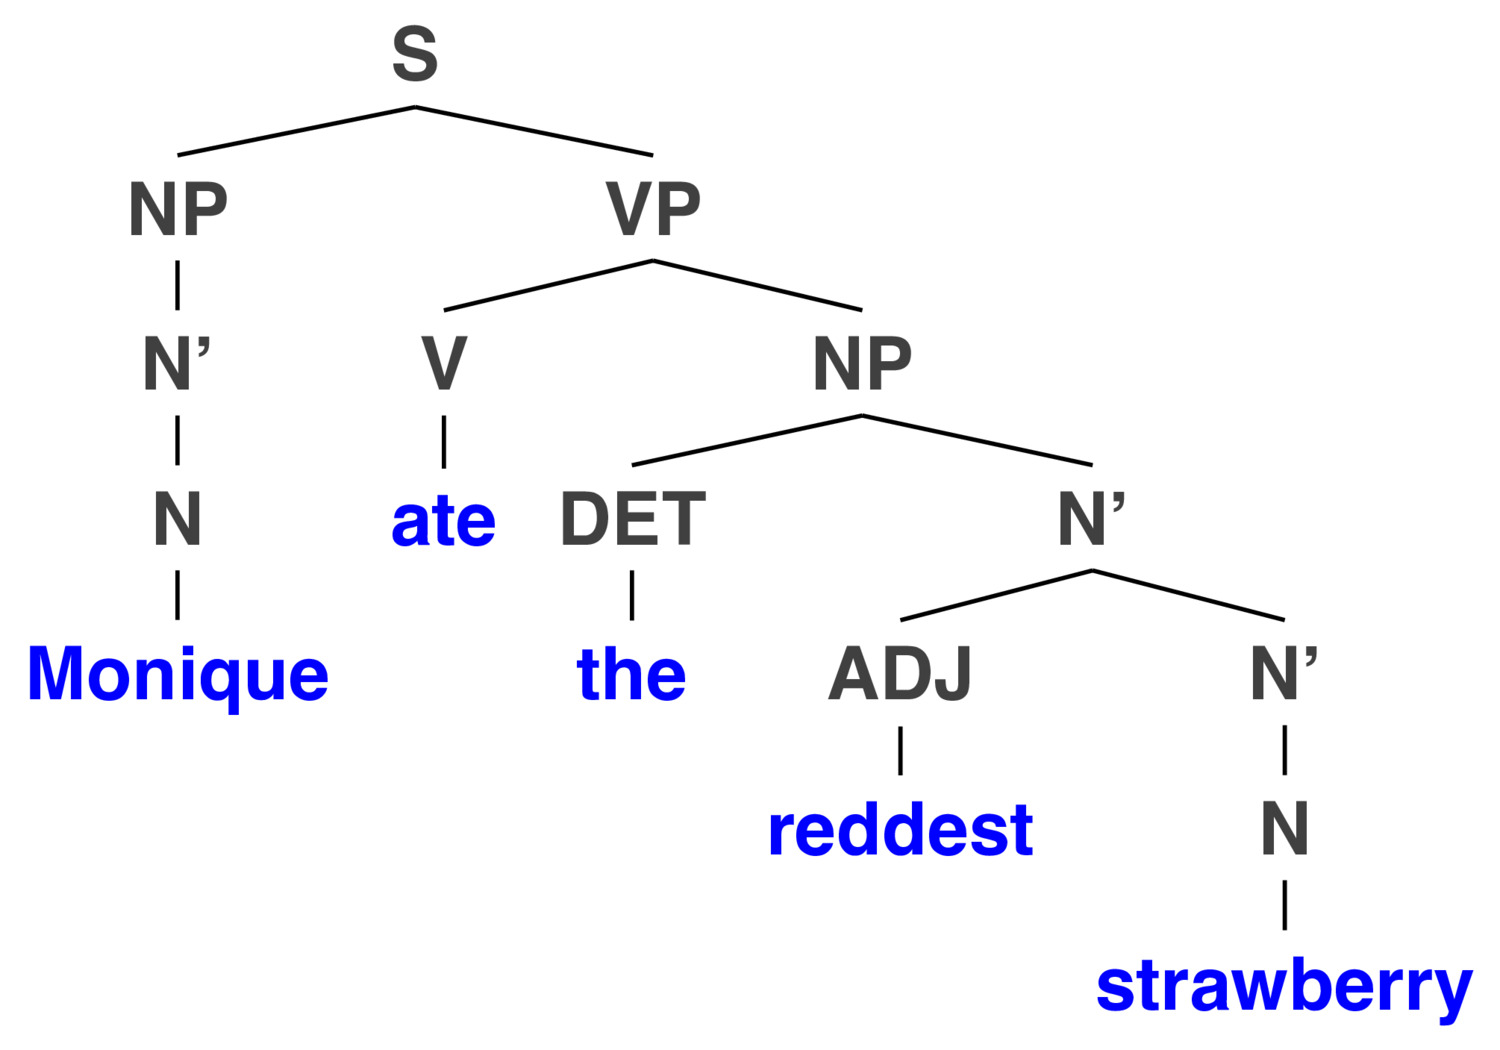 S
NP VP
N’ V NP
N ate DET N’
Monique the ADJ N’
reddest N
strawberry